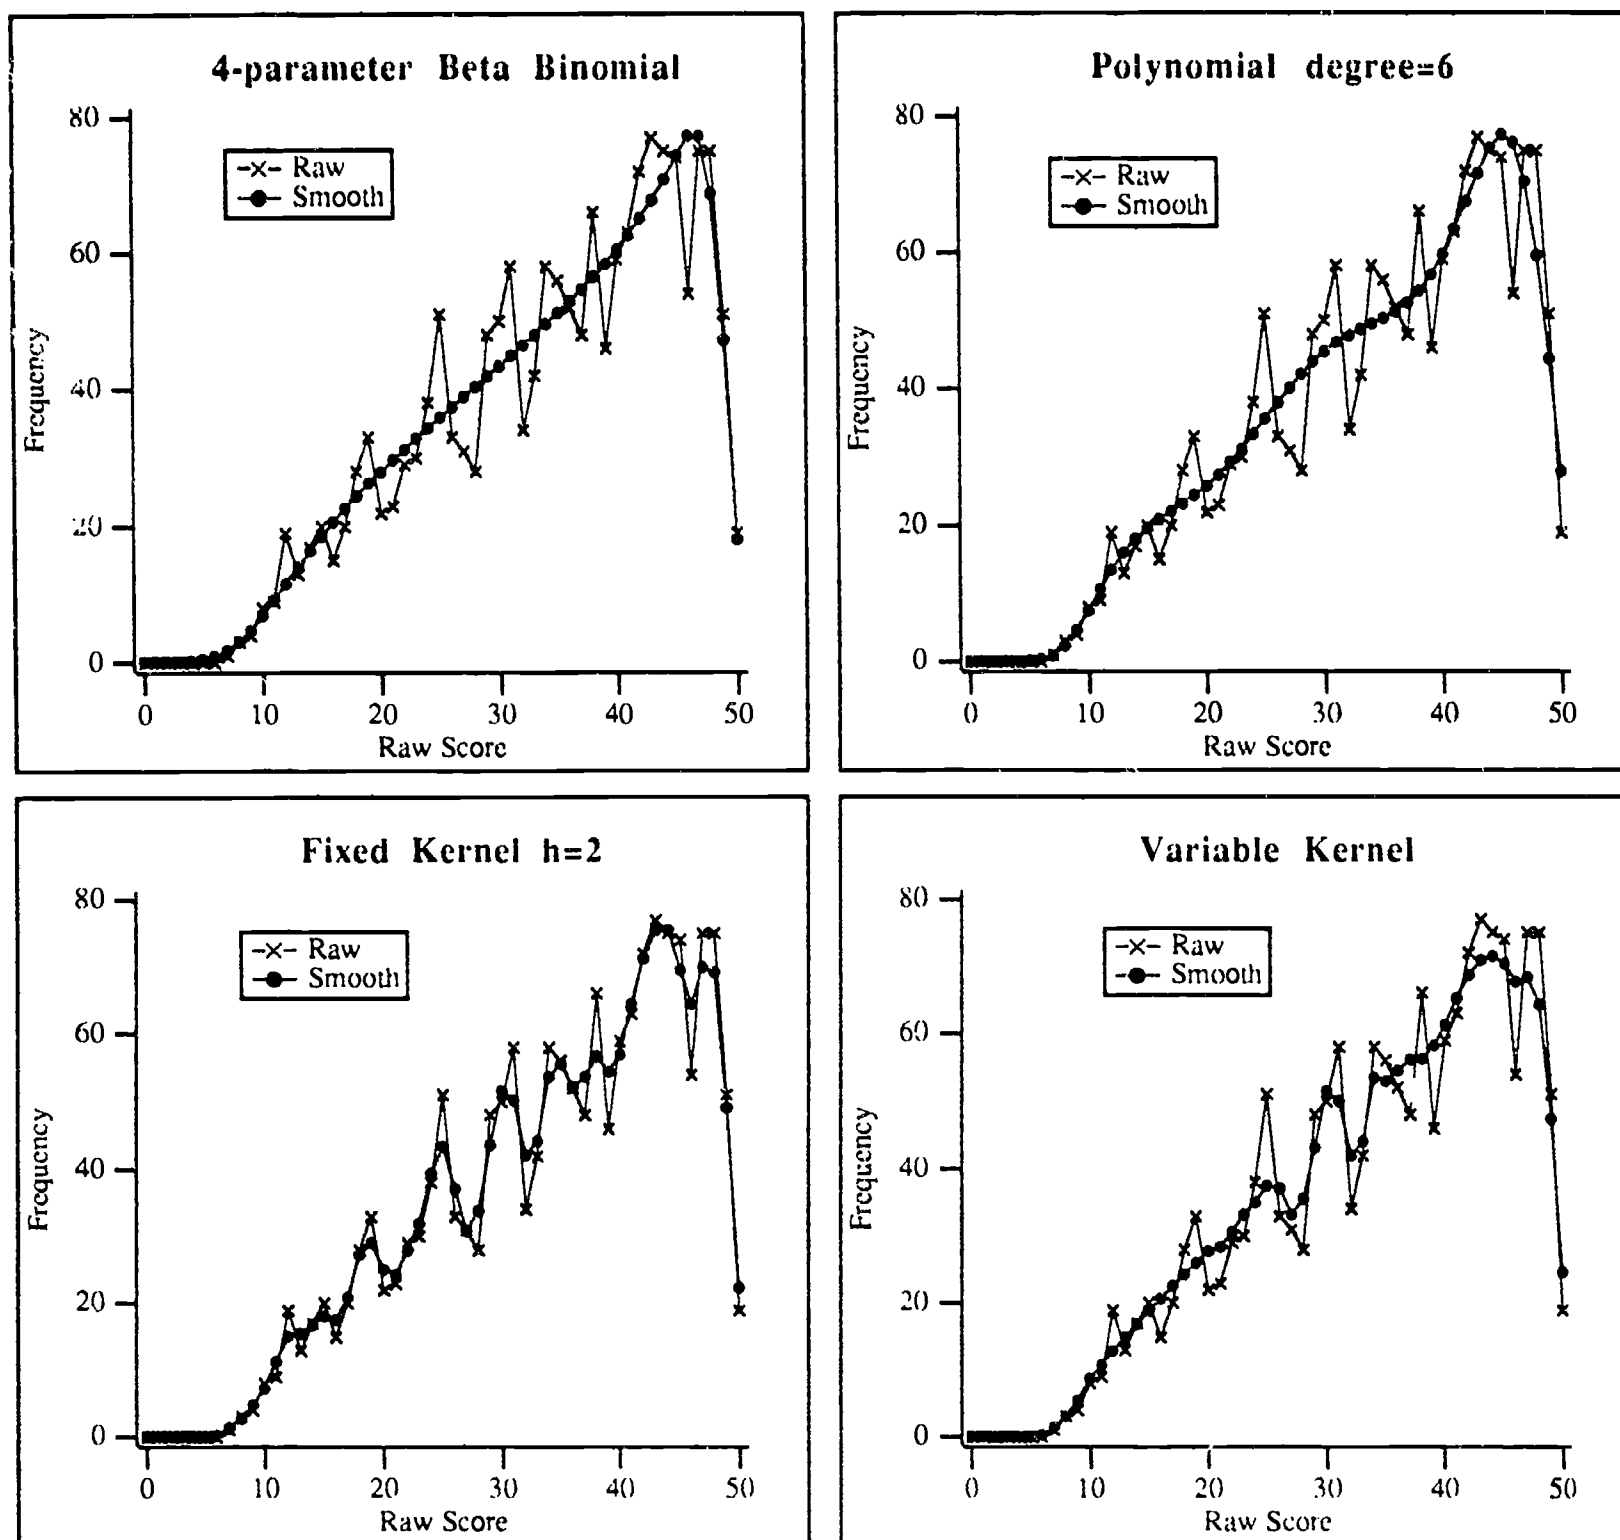 4-parameter Beta Binomial
80
60
40
20
0
Frequency
Raw
Smooth
0 10 20 30 40 50
Raw Score
Polynomial degree=6
80
60
40
20
0
Frequency
Raw
Smooth
0 10 20 30 40 50
Raw Score
Fixed Kernel h=2
80
60
40
20
0
Frequency
Raw
Smooth
0 10 20 30 40 50
Raw Score
Variable Kernel
80
60
40
20
0
Frequency
Raw
Smooth
0 10 20 30 40 50
Raw Score